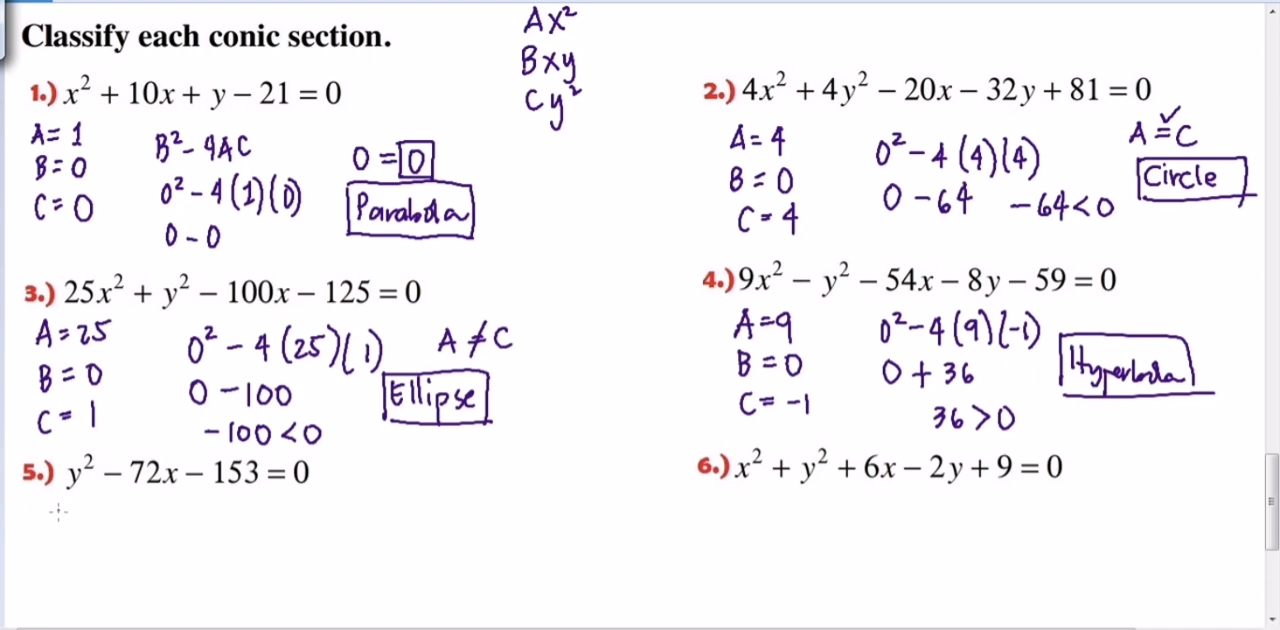 Classify each conic section.
Ax²
Bxy
Cy²
1.) x² + 10x + y − 21 = 0
A = 1
B = 0
C = 0
B² - 4AC
0² - 4(1)(0)
0 - 0
0 = 0
Parabola
2.) 4x² + 4y² − 20x − 32y + 81 = 0
A = 4
B = 0
C = 4
0² - 4(4)(4)
0 - 64
-64 < 0
A = C ✓
Circle
3.) 25x² + y² − 100x − 125 = 0
A = 25
B = 0
C = 1
0² - 4(25)(1)
0 - 100
-100 < 0
A ≠ C
Ellipse
4.) 9x² − y² − 54x − 8y − 59 = 0
A = 9
B = 0
C = -1
0² - 4(9)(-1)
0 + 36
36 > 0
Hyperbola
5.) y² − 72x − 153 = 0
6.) x² + y² + 6x − 2y + 9 = 0